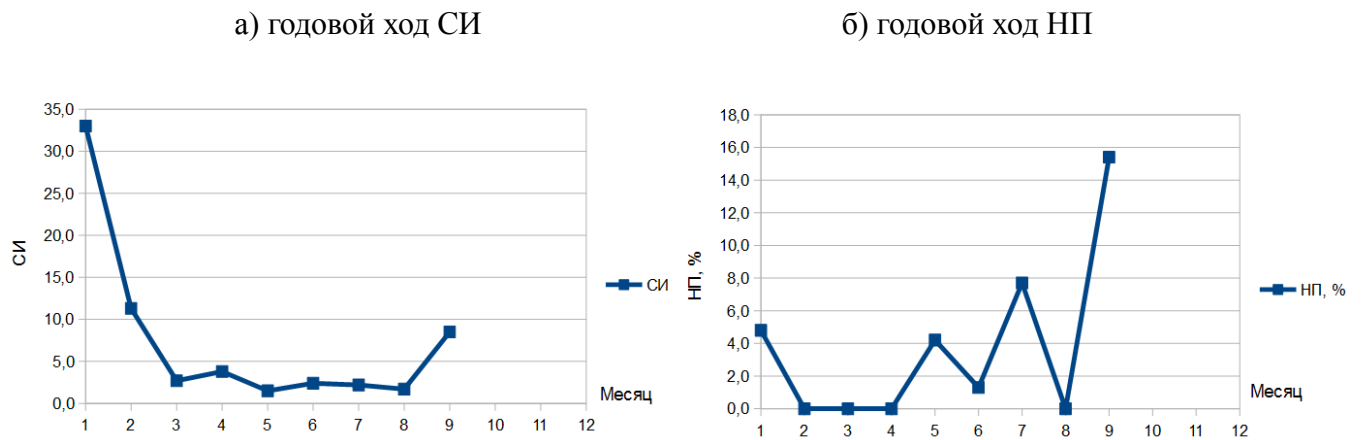 а) годовой ход СИ
35,0
30,0
25,0
20,0
15,0
10,0
5,0
0,0
СИ
1 2 3 4 5 6 7 8 9 10 11 12
Месяц
СИ
б) годовой ход НП
18,0
16,0
14,0
12,0
10,0
8,0
6,0
4,0
2,0
0,0
НП, %
1 2 3 4 5 6 7 8 9 10 11 12
Месяц
НП, %